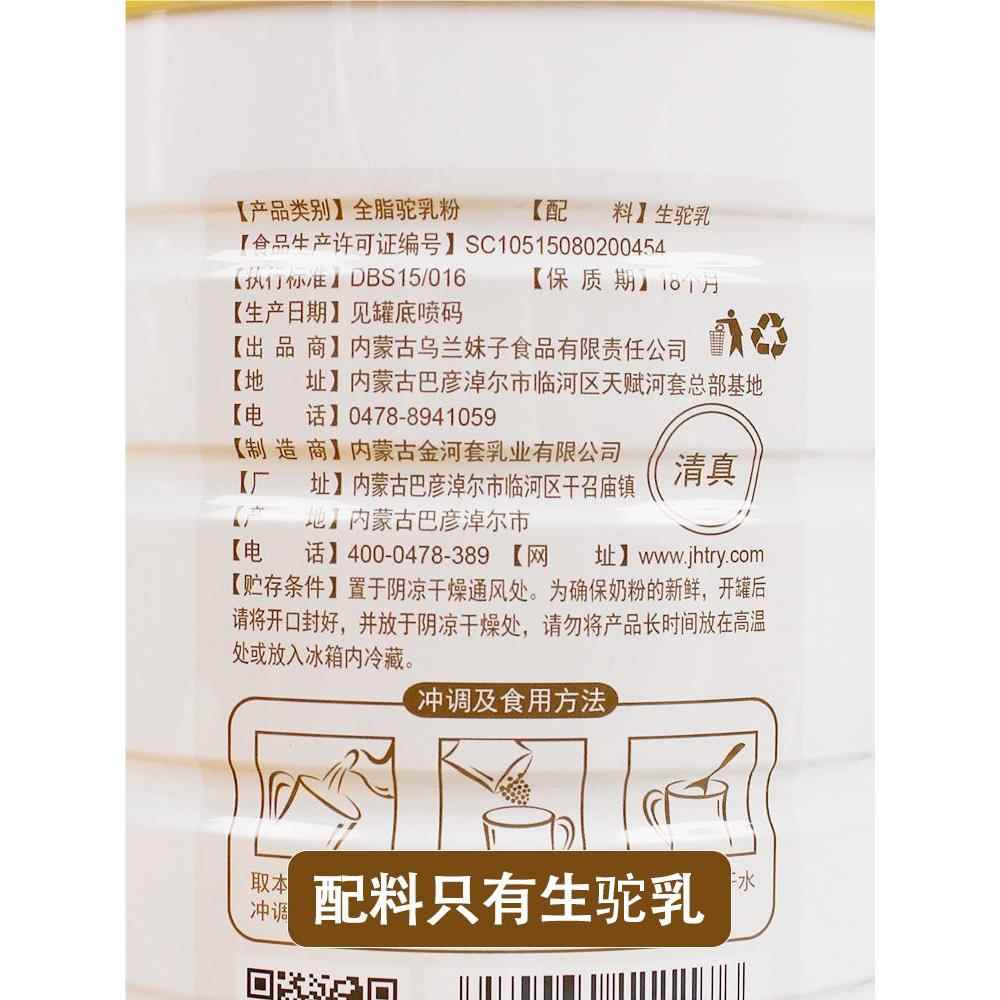 【产品类别】全脂驼乳粉 【配 料】生驼乳
【食品生产许可证编号】SC10515080200454
【执行标准】DBS15/016 【保 质 期】18个月
【生产日期】见罐底喷码
【出 品 商】内蒙古乌兰妹子食品有限责任公司
【地 址】内蒙古巴彦淖尔市临河区天赋河套总部基地
【电 话】0478-8941059
【制 造 商】内蒙古金河套乳业有限公司
【厂 址】内蒙古巴彦淖尔市临河区干召庙镇
【产 地】内蒙古巴彦淖尔市
清真
【电 话】400-0478-389 【网 址】www.jhtry.com
【贮存条件】置于阴凉干燥通风处。为确保奶粉的新鲜，开罐后
请将开口封好，并放于阴凉干燥处，请勿将产品长时间放在高温
处或放入冰箱内冷藏。
冲调及食用方法
取本
水
冲调
配料只有生驼乳